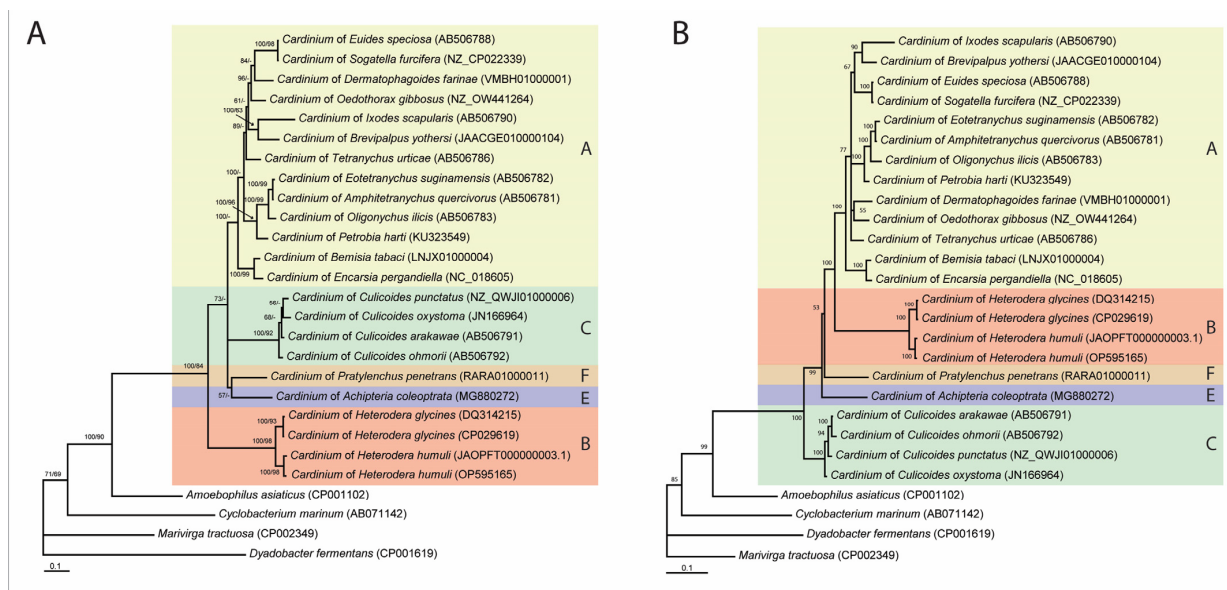 A
100/98
Cardinium of Euides speciosa (AB506788)
84/-
Cardinium of Sogatella furcifera (NZ_CP022339)
96/-
Cardinium of Dermatophagoides farinae (VMBH01000001)
61/-
Cardinium of Oedothorax gibbosus (NZ_OW441264)
100/63
Cardinium of Ixodes scapularis (AB506790)
89/-
Cardinium of Brevipalpus yothersi (JAACGE010000104)
A
Cardinium of Tetranychus urticae (AB506786)
100/-
100/99
Cardinium of Eotetranychus suginamensis (AB506782)
100/96
100/99
Cardinium of Amphitetranychus quercivorus (AB506781)
100/-
Cardinium of Oligonychus ilicis (AB506783)
Cardinium of Petrobia harti (KU323549)
Cardinium of Bemisia tabaci (LNJX01000004)
100/99
Cardinium of Encarsia pergandiella (NC_018605)
73/-
56/-
Cardinium of Culicoides punctatus (NZ_QWJI01000006)
68/-
Cardinium of Culicoides oxystoma (JN166964)
C
100/92
Cardinium of Culicoides arakawae (AB506791)
Cardinium of Culicoides ohmorii (AB506792)
100/84
Cardinium of Pratylenchus penetrans (RARA01000011)
F
57/-
Cardinium of Achipteria coleoptrata (MG880272)
E
100/93
Cardinium of Heterodera glycines (DQ314215)
Cardinium of Heterodera glycines (CP029619)
B
100/98
Cardinium of Heterodera humuli (JAOPFT000000003.1)
100/98
Cardinium of Heterodera humuli (OP595165)
100/90
Amoebophilus asiaticus (CP001102)
71/69
Cyclobacterium marinum (AB071142)
Marivirga tractuosa (CP002349)
Dyadobacter fermentans (CP001619)
0.1
B
90
Cardinium of Ixodes scapularis (AB506790)
67
Cardinium of Brevipalpus yothersi (JAACGE010000104)
100
Cardinium of Euides speciosa (AB506788)
Cardinium of Sogatella furcifera (NZ_CP022339)
100
Cardinium of Eotetranychus suginamensis (AB506782)
100
Cardinium of Amphitetranychus quercivorus (AB506781)
A
77
100
Cardinium of Oligonychus ilicis (AB506783)
Cardinium of Petrobia harti (KU323549)
Cardinium of Dermatophagoides farinae (VMBH01000001)
100
55
Cardinium of Oedothorax gibbosus (NZ_OW441264)
Cardinium of Tetranychus urticae (AB506786)
100
Cardinium of Bemisia tabaci (LNJX01000004)
100
Cardinium of Encarsia pergandiella (NC_018605)
53
100
Cardinium of Heterodera glycines (DQ314215)
100
Cardinium of Heterodera glycines (CP029619)
B
Cardinium of Heterodera humuli (JAOPFT000000003.1)
100
Cardinium of Heterodera humuli (OP595165)
99
Cardinium of Pratylenchus penetrans (RARA01000011)
F
Cardinium of Achipteria coleoptrata (MG880272)
E
100
100
Cardinium of Culicoides arakawae (AB506791)
94
Cardinium of Culicoides ohmorii (AB506792)
C
99
100
Cardinium of Culicoides punctatus (NZ_QWJI01000006)
Cardinium of Culicoides oxystoma (JN166964)
85
Amoebophilus asiaticus (CP001102)
Cyclobacterium marinum (AB071142)
Dyadobacter fermentans (CP001619)
Marivirga tractuosa (CP002349)
0.1